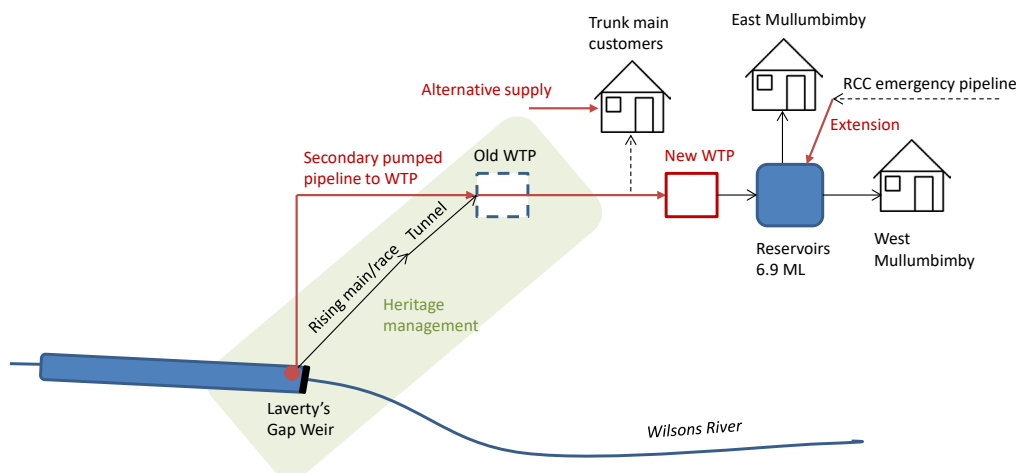 Trunk main
customers
East Mullumbimby
RCC emergency pipeline
Alternative supply
Extension
Secondary pumped
pipeline to WTP
Old WTP
New WTP
Rising main/race
Tunnel
Reservoirs
6.9 ML
West
Mullumbimby
Heritage
management
Laverty’s
Gap Weir
Wilsons River